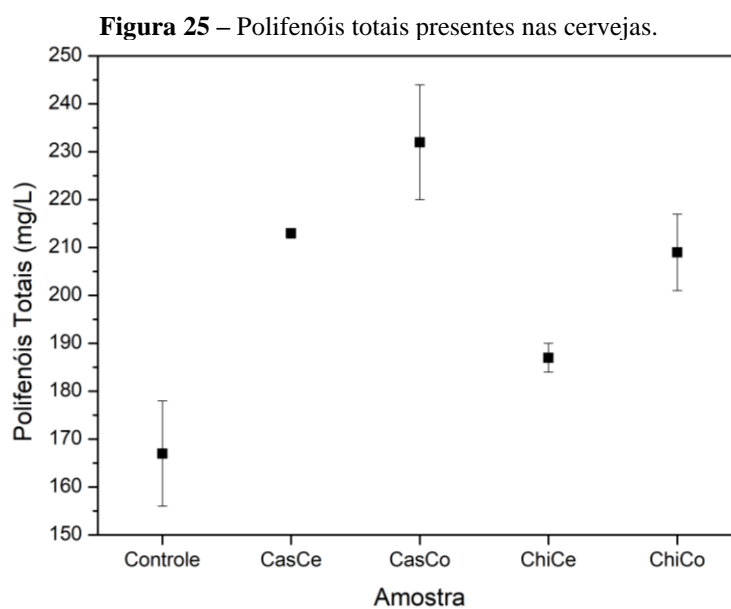 Figura 25 – Polifenóis totais presentes nas cervejas.
250
240
230
220
210
200
190
180
170
160
150
Polifenóis Totais (mg/L)
Controle CasCe CasCo ChiCe ChiCo
Amostra